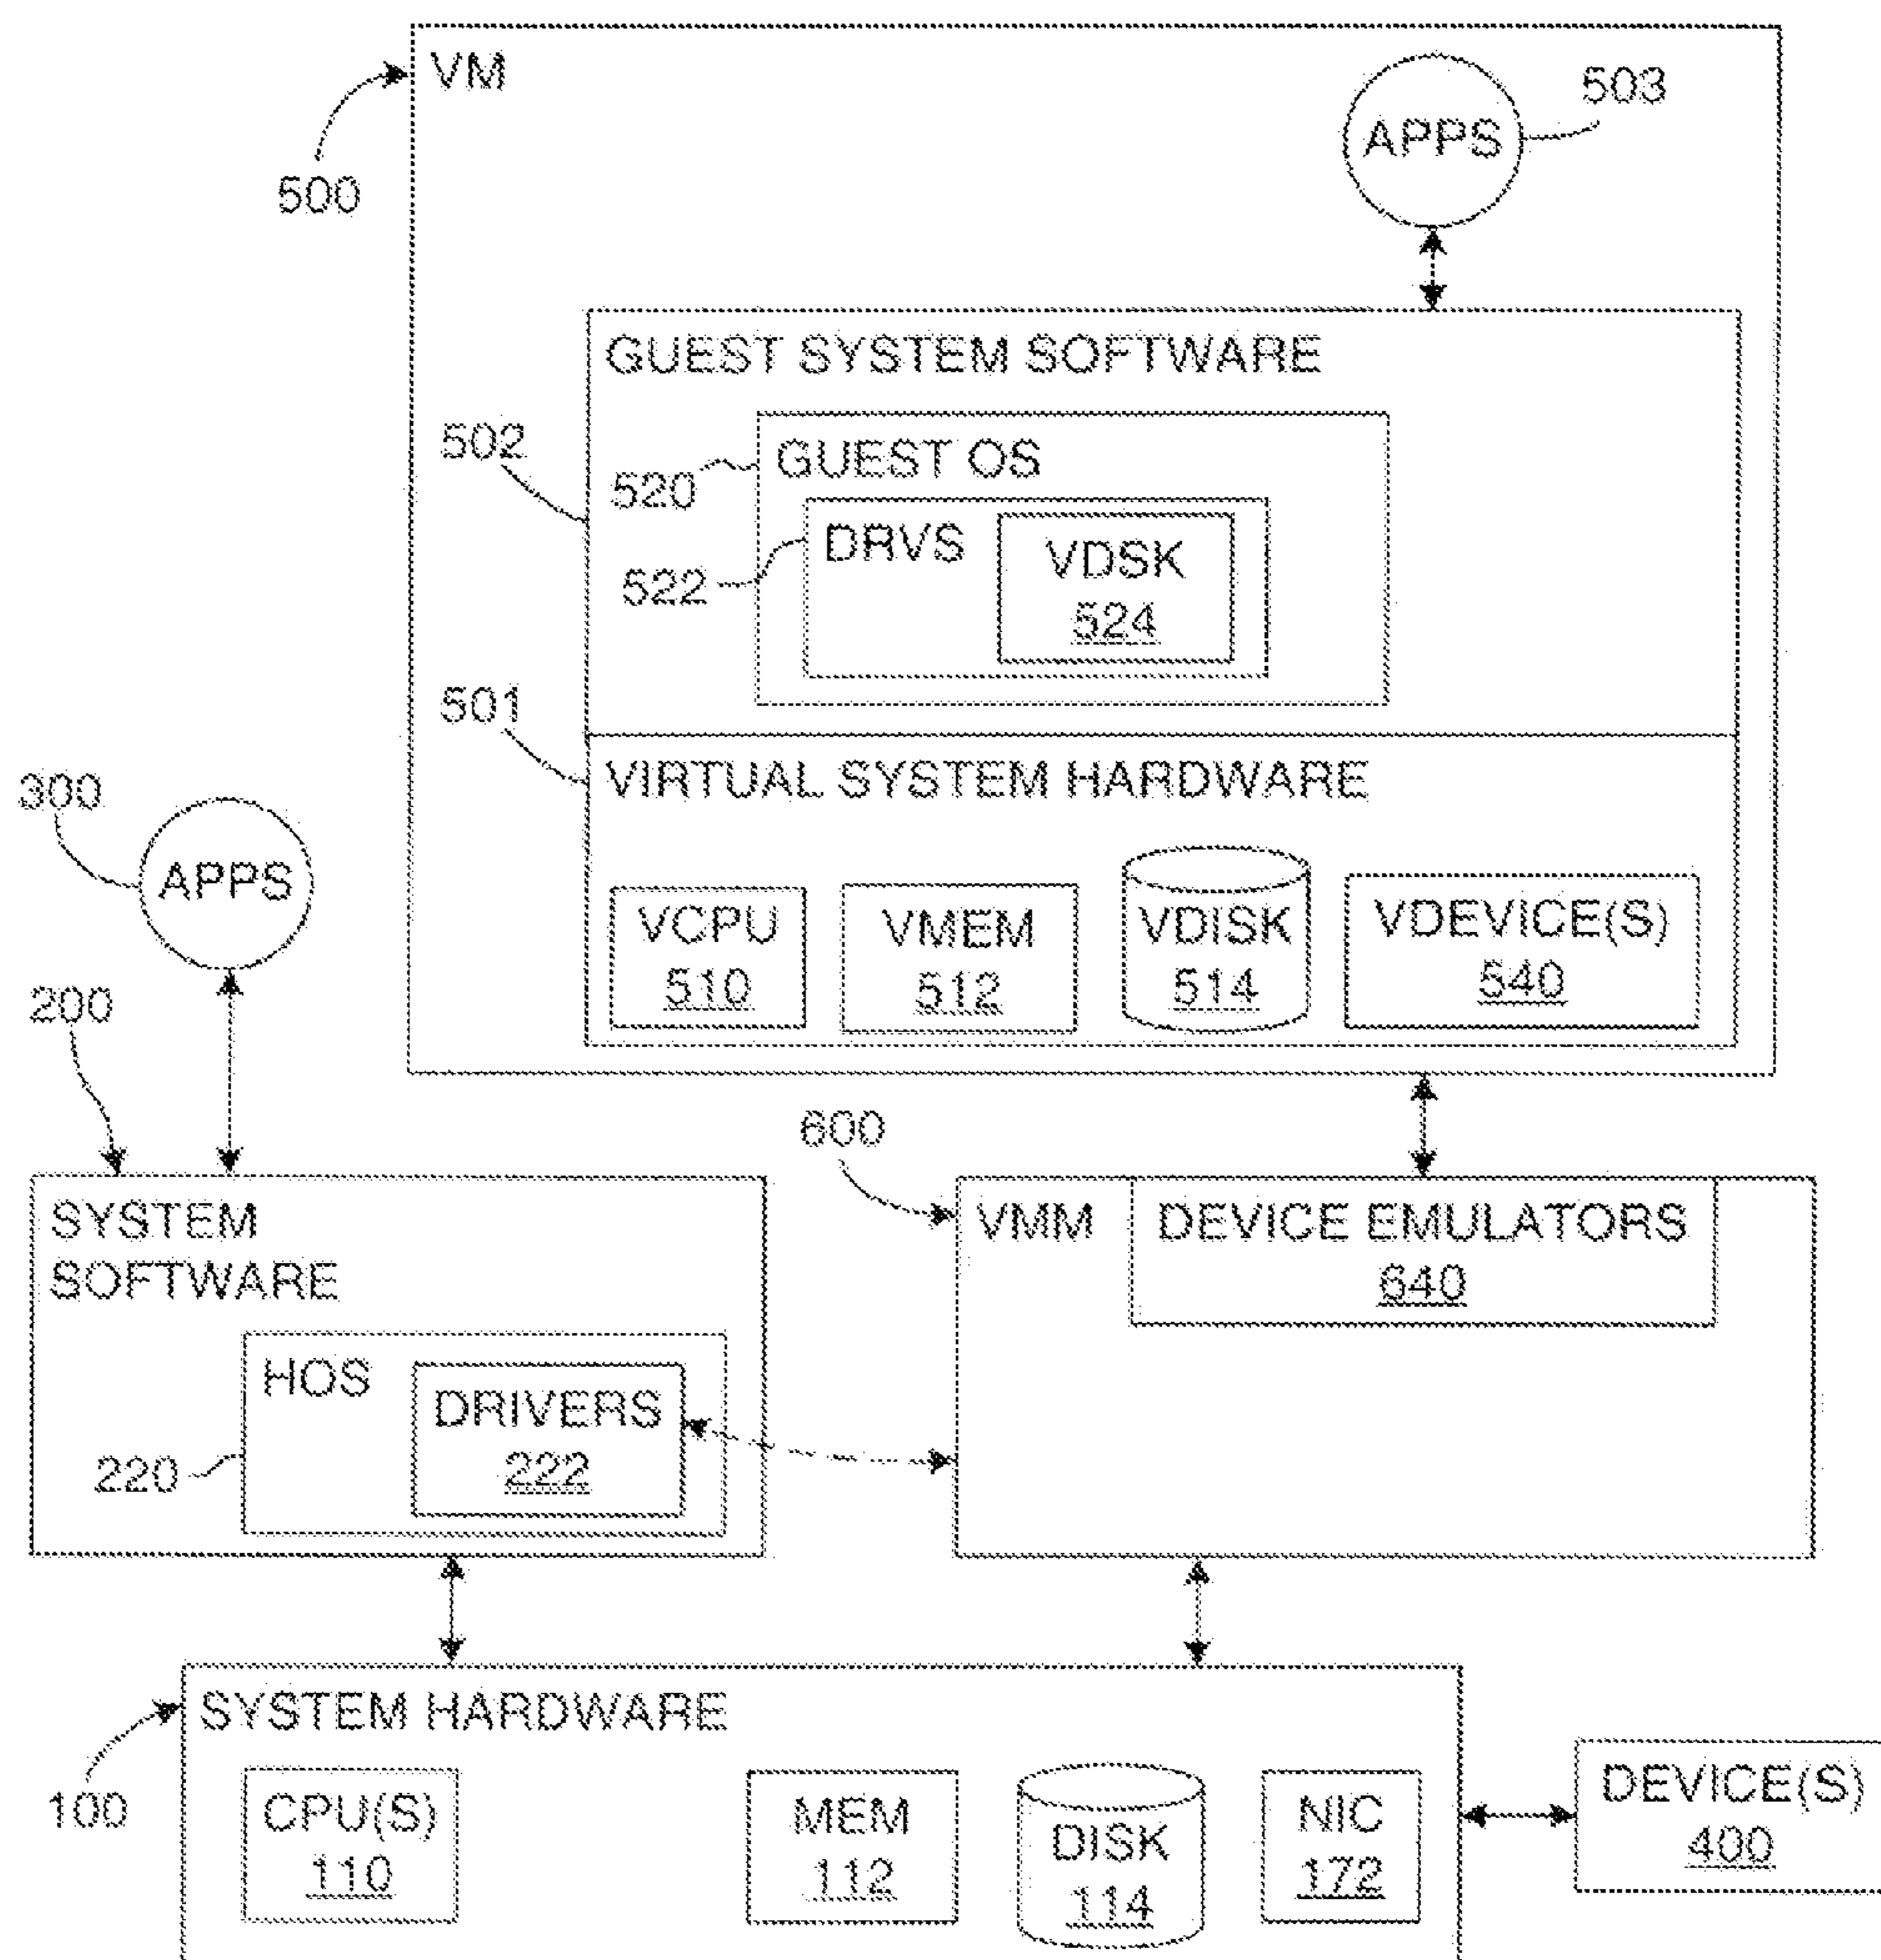 VM
503
APPS
500
GUEST SYSTEM SOFTWARE
502
GUEST OS
520
DRVS
VDSK
522
524
501
VIRTUAL SYSTEM HARDWARE
300
APPS
VCPU
VMEM
VDISK
VDEVICE(S)
510
512
514
540
200
600
SYSTEM
SOFTWARE
VMM
DEVICE EMULATORS
640
HOS
DRIVERS
220
222
SYSTEM HARDWARE
100
CPU(S)
110
MEM
112
DISK
114
NIC
172
DEVICE(S)
400